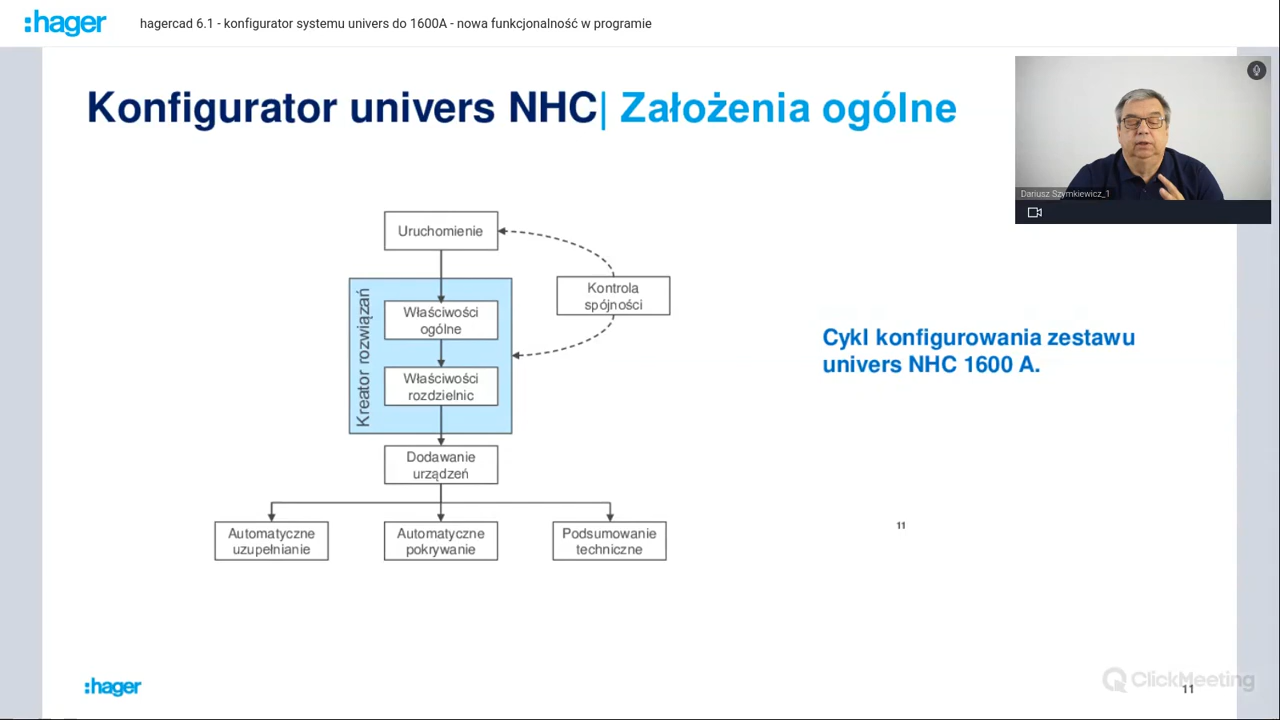 :hager
hagercad 6.1 - konfigurator systemu univers do 1600A - nowa funkcjonalność w programie
Konfigurator univers NHC| Założenia ogólne
Dariusz Szymkiewicz_1
Uruchomienie
Kontrola
spójności
Kreator rozwiązań
Właściwości
ogólne
Właściwości
rozdzielnic
Cykl konfigurowania zestawu
univers NHC 1600 A.
Dodawanie
urządzeń
Automatyczne
uzupełnianie
Automatyczne
pokrywanie
Podsumowanie
techniczne
11
:hager
ClickMeeting
11